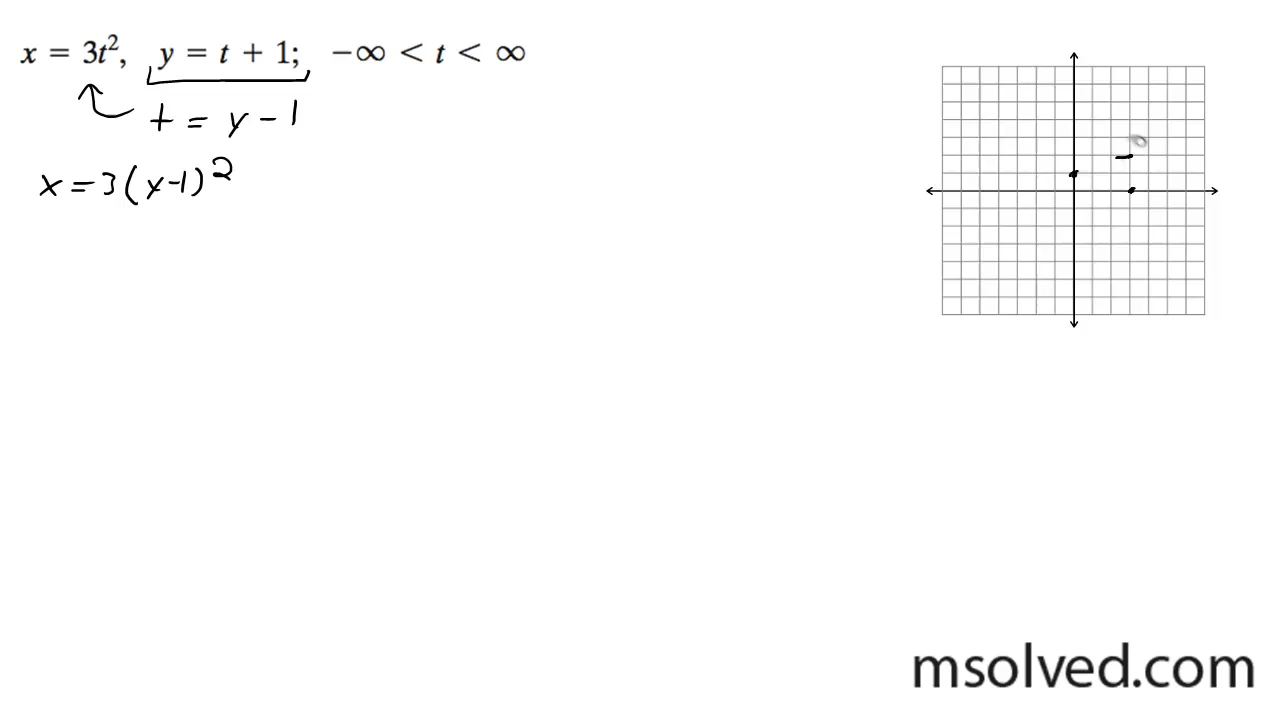 x = 3t², y = t + 1; −∞ < t < ∞
t = y − 1
x = 3(y−1)²
msolved.com